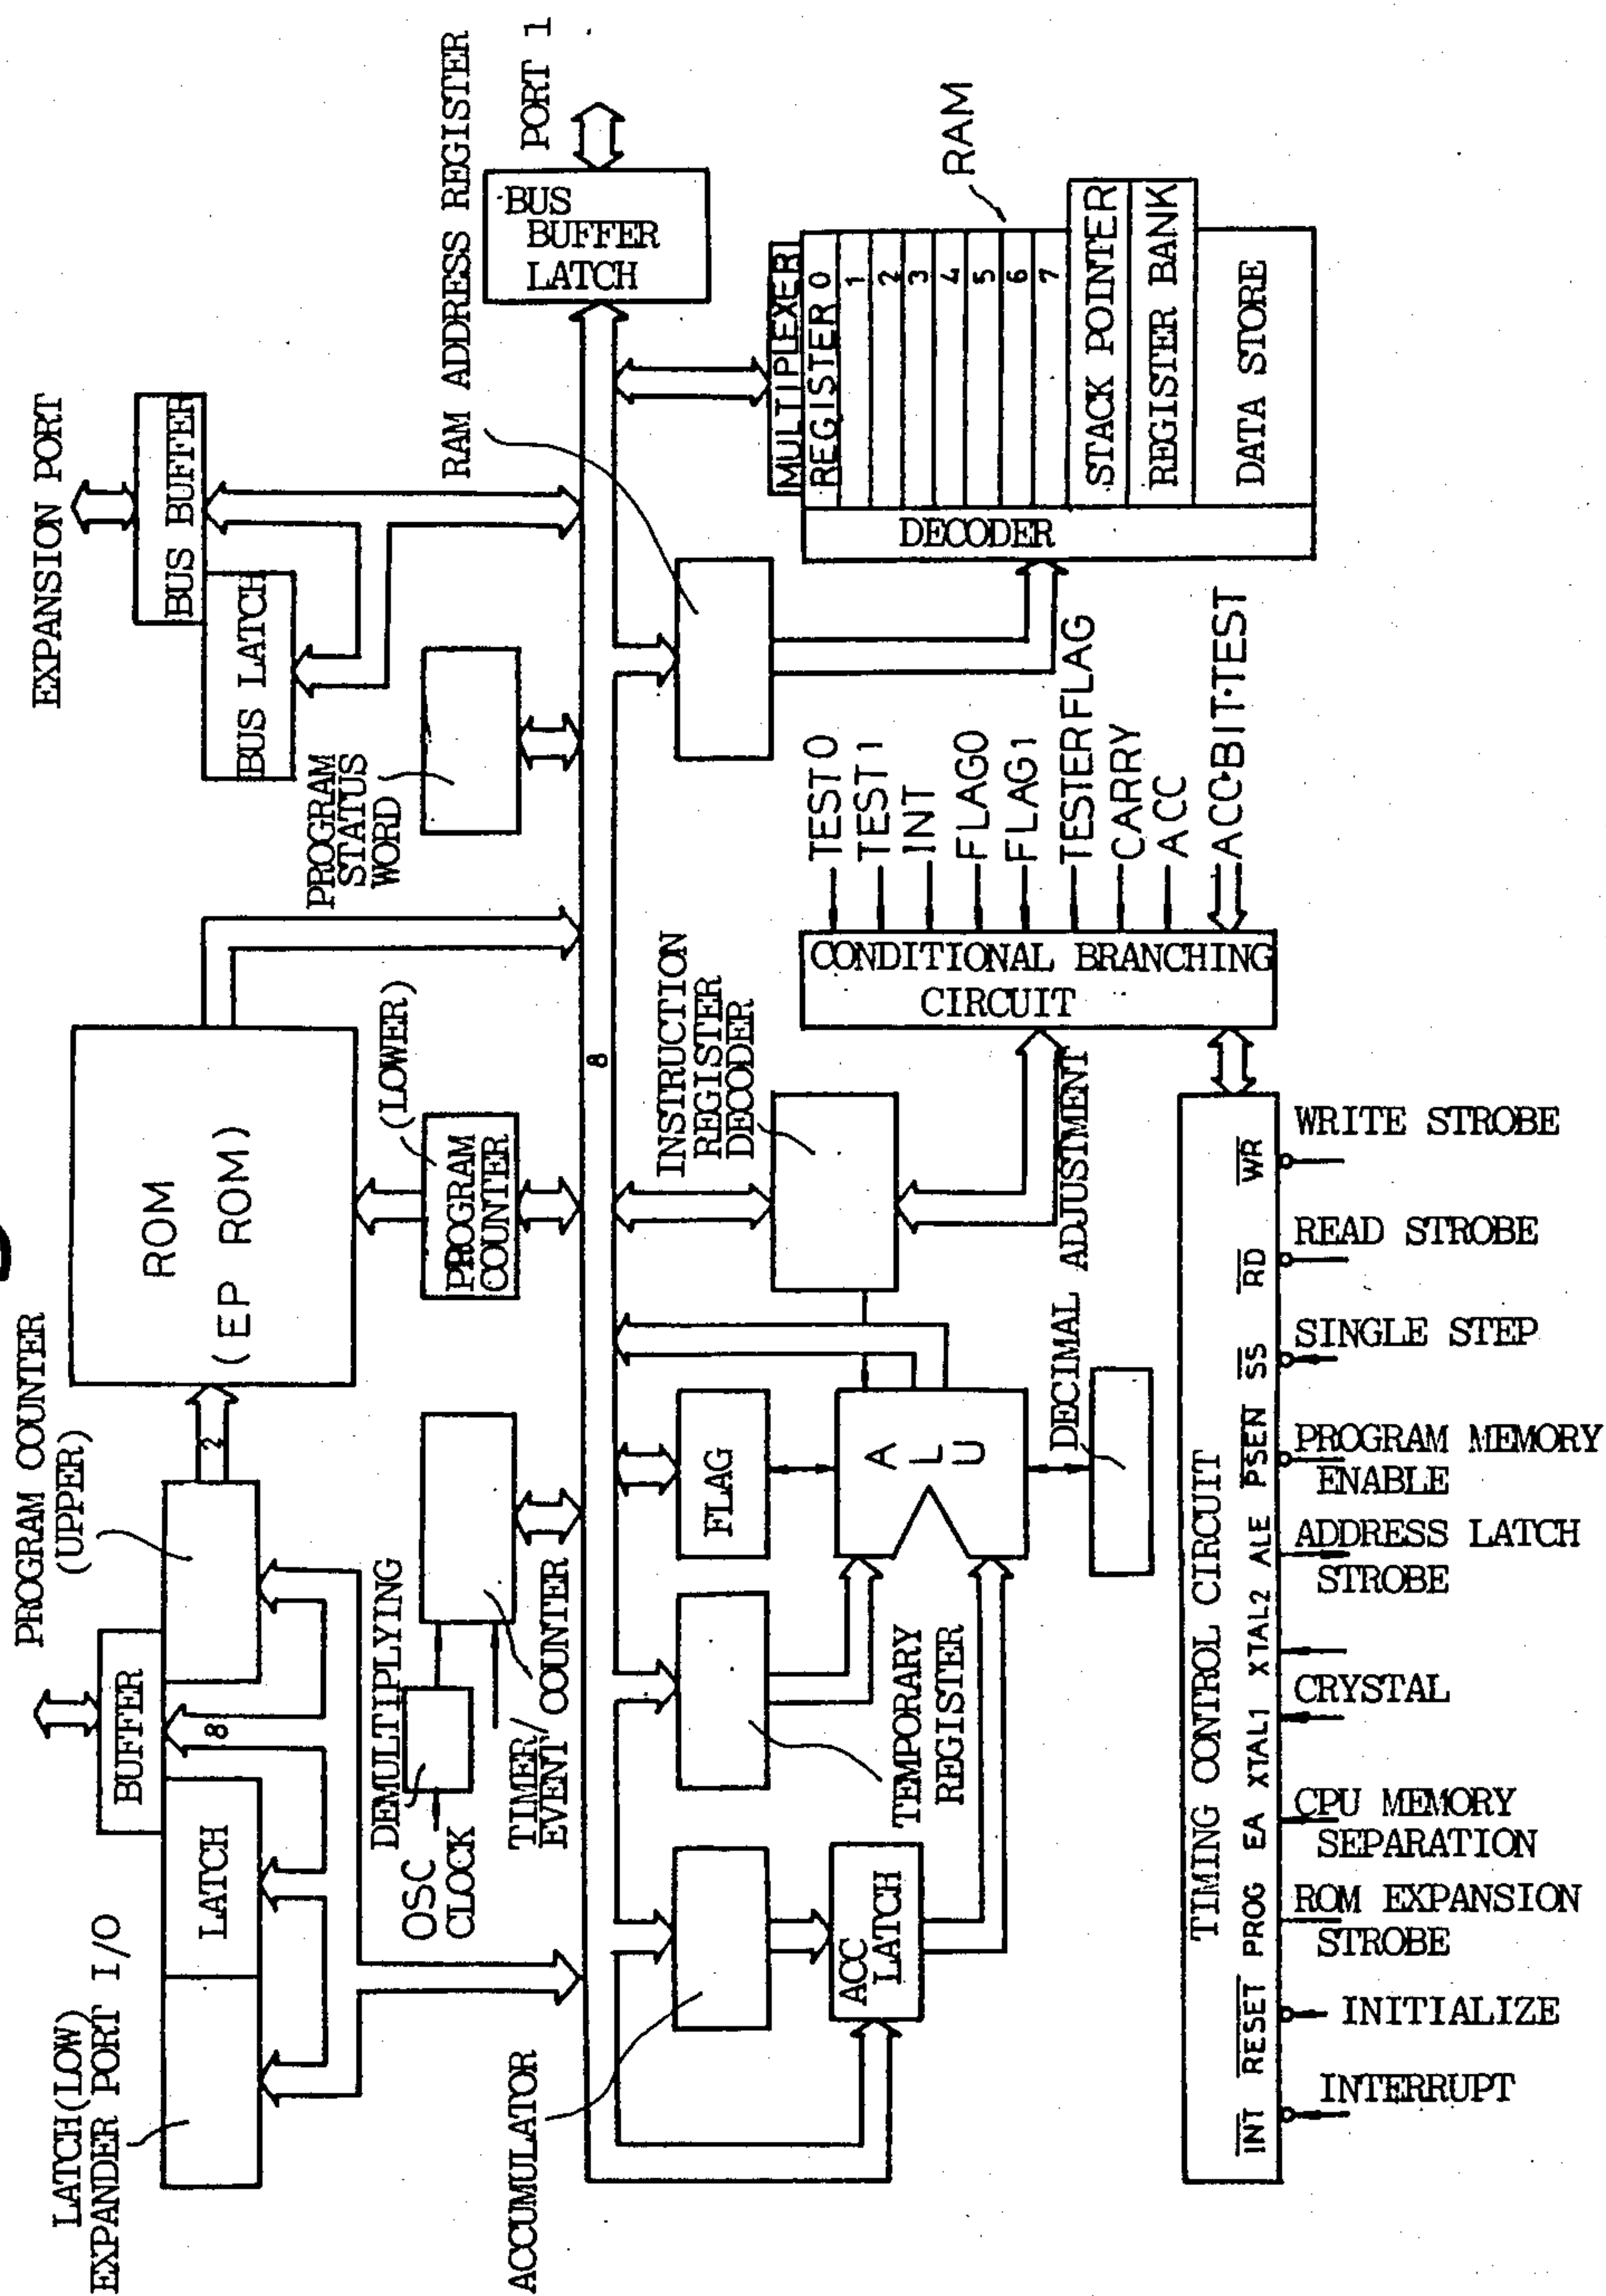 LATCH(LOW)
EXPANDER PORT I/O
PROGRAM COUNTER
(UPPER)
BUFFER
8
LATCH
2
ROM
(EP ROM)
EXPANSION PORT
BUS BUFFER
BUS LATCH
DEMULTIPLYING
OSC
CLOCK
TIMER/
EVENT COUNTER
(LOWER)
PROGRAM
COUNTER
PROGRAM
STATUS
WORD
RAM ADDRESS REGISTER
PORT 1
BUS
BUFFER
LATCH
8
ACCUMULATOR
ACC
LATCH
TEMPORARY
REGISTER
FLAG
ALU
DECIMAL ADJUSTMENT
INSTRUCTION
REGISTER
DECODER
CONDITIONAL BRANCHING
CIRCUIT
TEST 0
TEST 1
INT
FLAG0
FLAG1
TESTER FLAG
CARRY
ACC
ACC·BIT·TEST
RAM
MULTIPLEXER
REGISTER 0
1
2
3
4
5
6
7
STACK POINTER
REGISTER BANK
DATA STORE
DECODER
TIMING CONTROL CIRCUIT
INT RESET PROG EA XTAL1 XTAL2 ALE PSEN SS RD WR
INTERRUPT
INITIALIZE
ROM EXPANSION
STROBE
CPU MEMORY
SEPARATION
CRYSTAL
ADDRESS LATCH
STROBE
PROGRAM MEMORY
ENABLE
SINGLE STEP
READ STROBE
WRITE STROBE